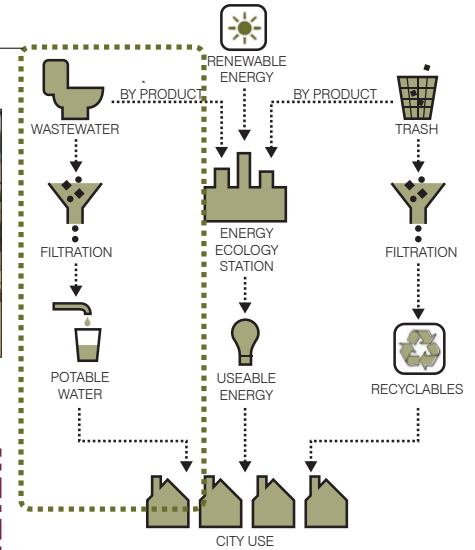 RENEWABLE
ENERGY
BY PRODUCT
BY PRODUCT
WASTEWATER
TRASH
ENERGY
ECOLOGY
STATION
FILTRATION
FILTRATION
POTABLE
WATER
USEABLE
ENERGY
RECYCLABLES
CITY USE